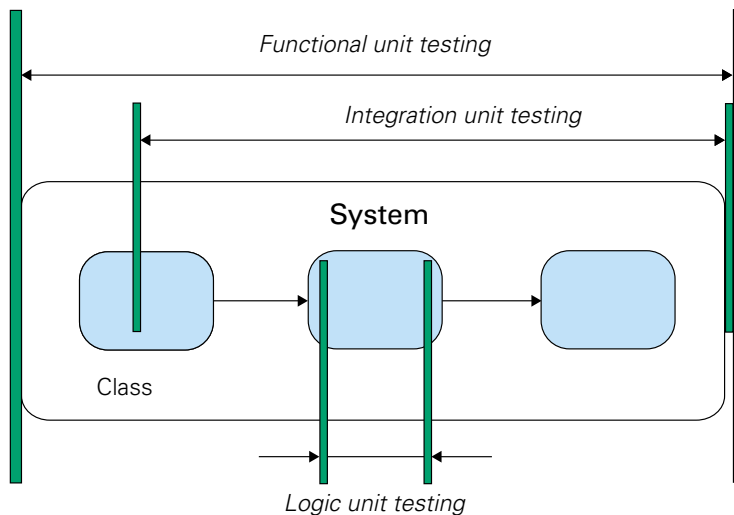 Functional unit testing
Integration unit testing
System
Class
Logic unit testing